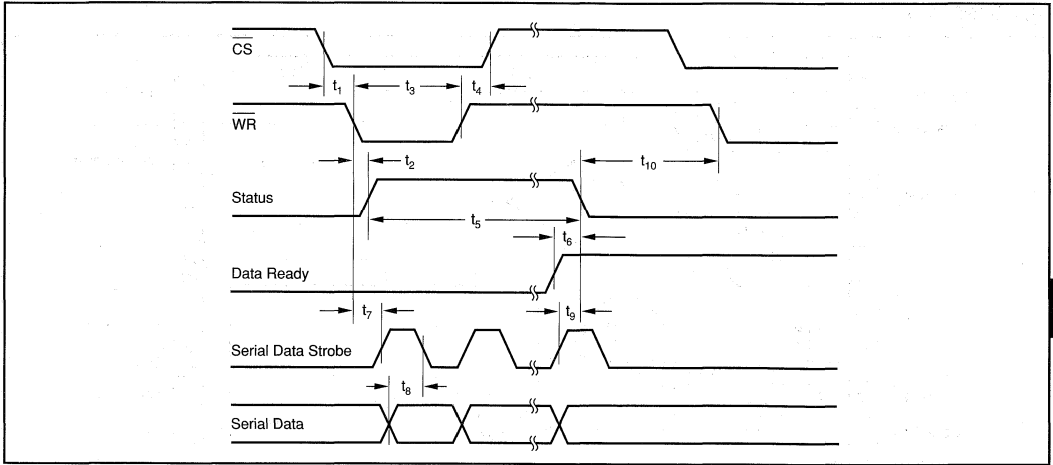 CS
t1 t3 t4
WR
t2
t10
Status
t5
t6
Data Ready
t7
t9
Serial Data Strobe
t8
Serial Data